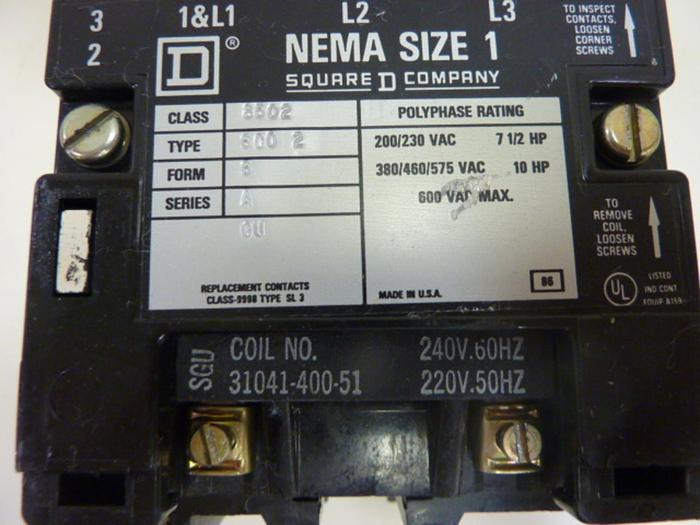 3 1&L1 L2 L3
2
TO INSPECT
CONTACTS,
LOOSEN
CORNER
SCREWS
D ®
NEMA SIZE 1
SQUARE D COMPANY
CLASS 8502
TYPE
FORM
SERIES A
POLYPHASE RATING
200/230 VAC 7 1/2 HP
380/460/575 VAC 10 HP
600 VAC MAX.
REPLACEMENT CONTACTS
CLASS-9998 TYPE SL 3
MADE IN U.S.A.
86
TO
REMOVE
COIL,
LOOSEN
SCREWS
UL
LISTED
IND CONT
EQUIP
SGU
COIL NO. 240V.60HZ
31041-400-51 220V.50HZ